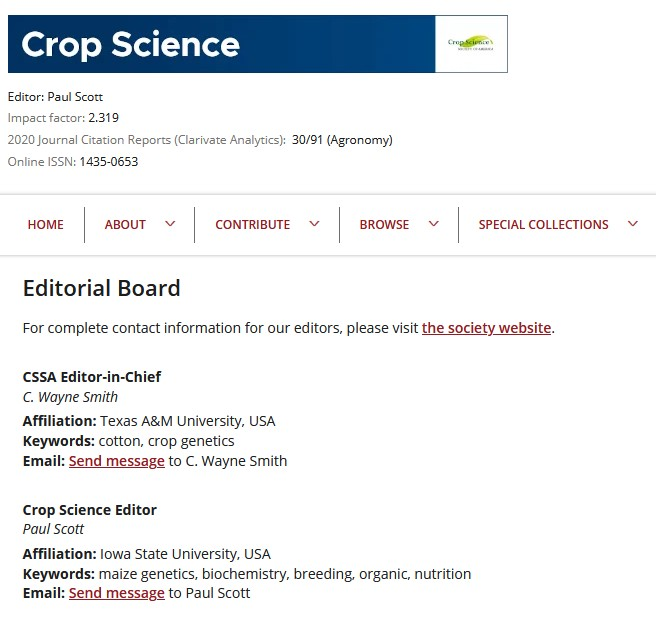 Crop Science
Crop Science
SOCIETY OF AMERICA
Editor: Paul Scott
Impact factor: 2.319
2020 Journal Citation Reports (Clarivate Analytics): 30/91 (Agronomy)
Online ISSN: 1435-0653
HOME ABOUT CONTRIBUTE BROWSE SPECIAL COLLECTIONS
Editorial Board
For complete contact information for our editors, please visit the society website.
CSSA Editor-in-Chief
C. Wayne Smith
Affiliation: Texas A&M University, USA
Keywords: cotton, crop genetics
Email: Send message to C. Wayne Smith
Crop Science Editor
Paul Scott
Affiliation: Iowa State University, USA
Keywords: maize genetics, biochemistry, breeding, organic, nutrition
Email: Send message to Paul Scott